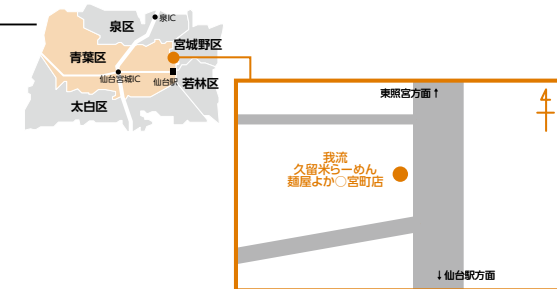 泉区
泉IC
宮城野区
青葉区
仙台宮城IC
仙台駅
若林区
太白区
東照宮方面↑
我流
久留米らーめん
麺屋よか○宮町店
↓仙台駅方面